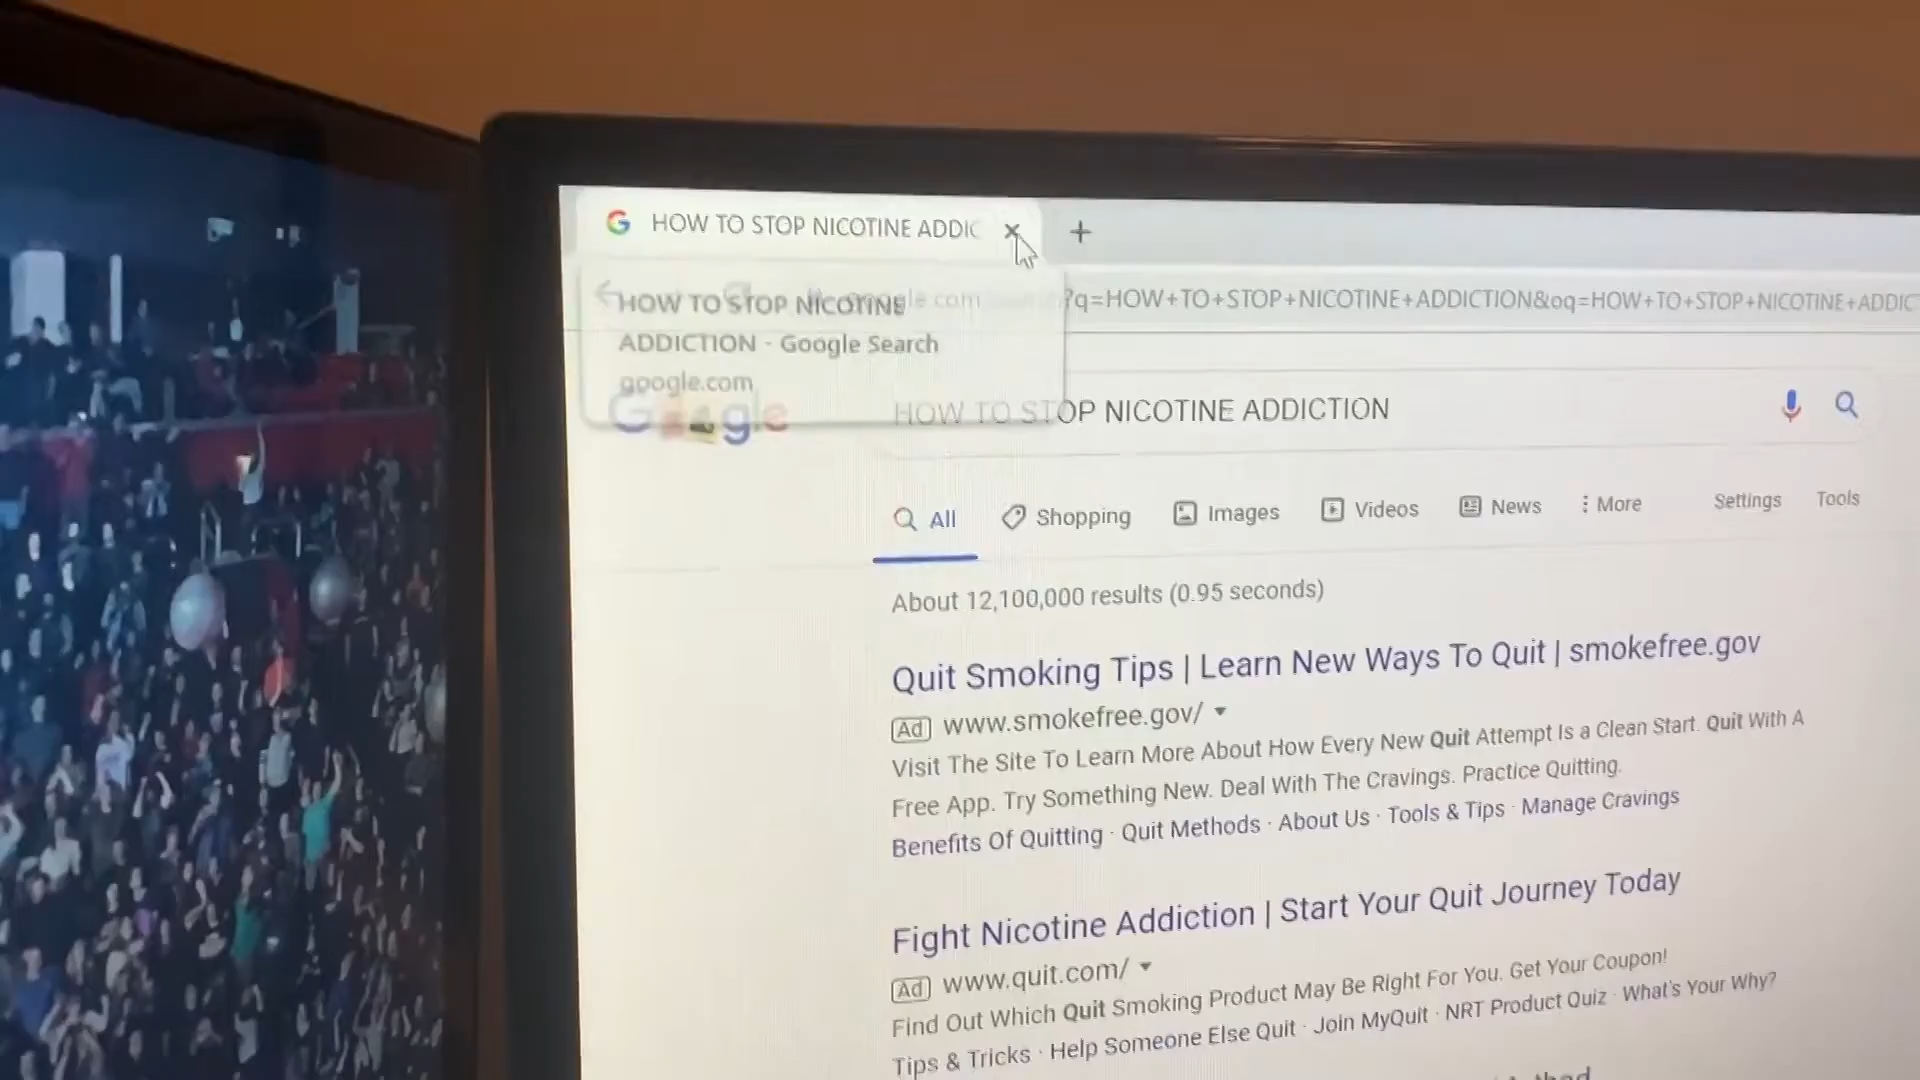 HOW TO STOP NICOTINE ADDIC
HOW TO STOP NICOTINE
ADDICTION - Google Search
google.com
?q=HOW+TO+STOP+NICOTINE+ADDICTION&oq=HOW+TO+STOP+NICOTINE+ADDICT
Google
HOW TO STOP NICOTINE ADDICTION
All Shopping Images Videos News More Settings Tools
About 12,100,000 results (0.95 seconds)
Quit Smoking Tips | Learn New Ways To Quit | smokefree.gov
Ad www.smokefree.gov/
Visit The Site To Learn More About How Every New Quit Attempt Is a Clean Start. Quit With A
Free App. Try Something New. Deal With The Cravings. Practice Quitting.
Benefits Of Quitting · Quit Methods · About Us · Tools & Tips · Manage Cravings
Fight Nicotine Addiction | Start Your Quit Journey Today
Ad www.quit.com/
Find Out Which Quit Smoking Product May Be Right For You. Get Your Coupon!
Tips & Tricks · Help Someone Else Quit · Join MyQuit · NRT Product Quiz · What's Your Why?